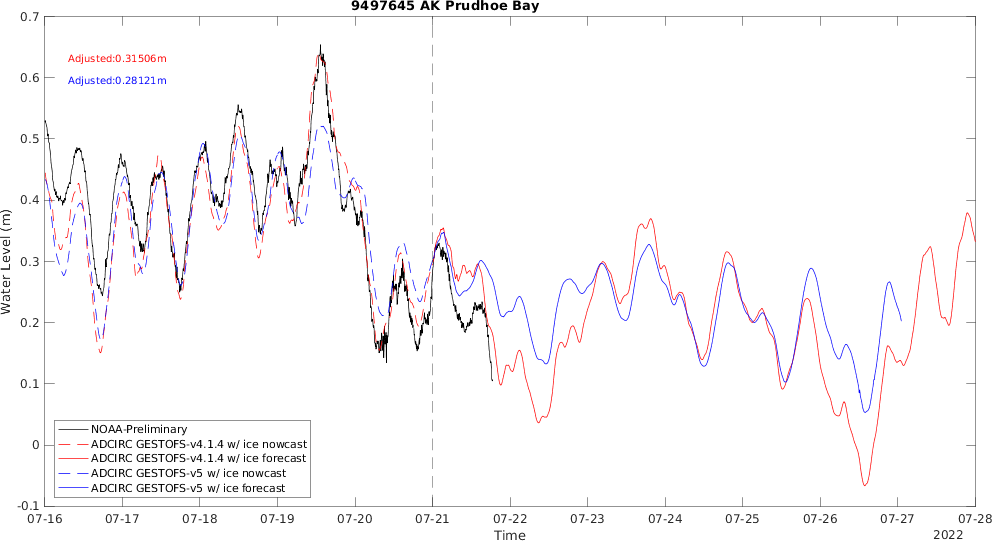 9497645 AK Prudhoe Bay
0.7
0.6
0.5
0.4
0.3
0.2
0.1
0
-0.1
Water Level (m)
Adjusted:0.31506m
Adjusted:0.28121m
NOAA-Preliminary
ADCIRC GESTOFS-v4.1.4 w/ ice nowcast
ADCIRC GESTOFS-v4.1.4 w/ ice forecast
ADCIRC GESTOFS-v5 w/ ice nowcast
ADCIRC GESTOFS-v5 w/ ice forecast
07-16 07-17 07-18 07-19 07-20 07-21 07-22 07-23 07-24 07-25 07-26 07-27 07-28
Time
2022